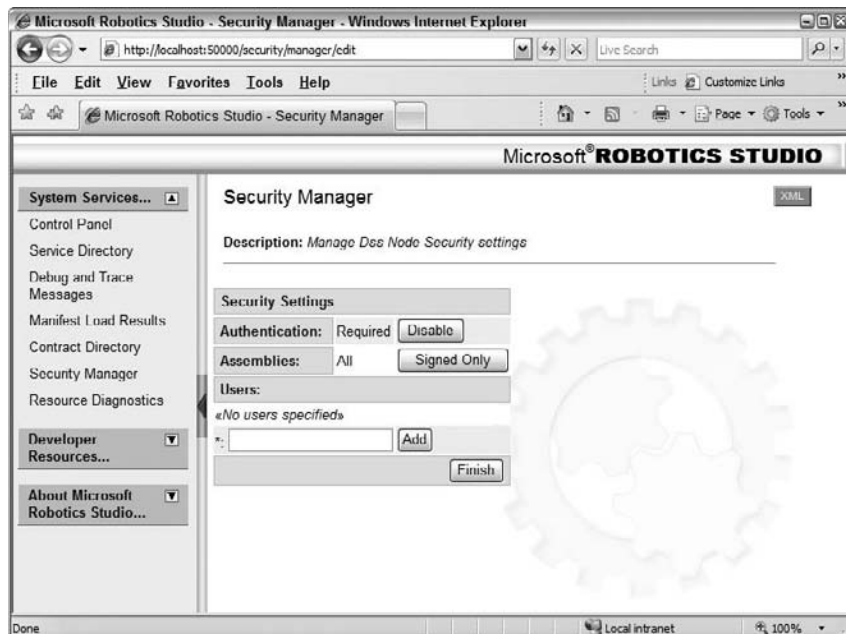 Microsoft Robotics Studio - Security Manager - Windows Internet Explorer
http://localhost:50000/security/manager/edit
Live Search
File Edit View Favorites Tools Help
Links Customize Links »
Microsoft Robotics Studio - Security Manager
Page Tools »
Microsoft®ROBOTICS STUDIO
System Services...
Control Panel
Service Directory
Debug and Trace
Messages
Manifest Load Results
Contract Directory
Security Manager
Resource Diagnostics
Developer
Resources...
About Microsoft
Robotics Studio...
Security Manager
XML
Description: Manage Dss Node Security settings
Security Settings
Authentication: Required Disable
Assemblies: All Signed Only
Users:
«No users specified»
*: Add
Finish
Done
Local intranet
100%